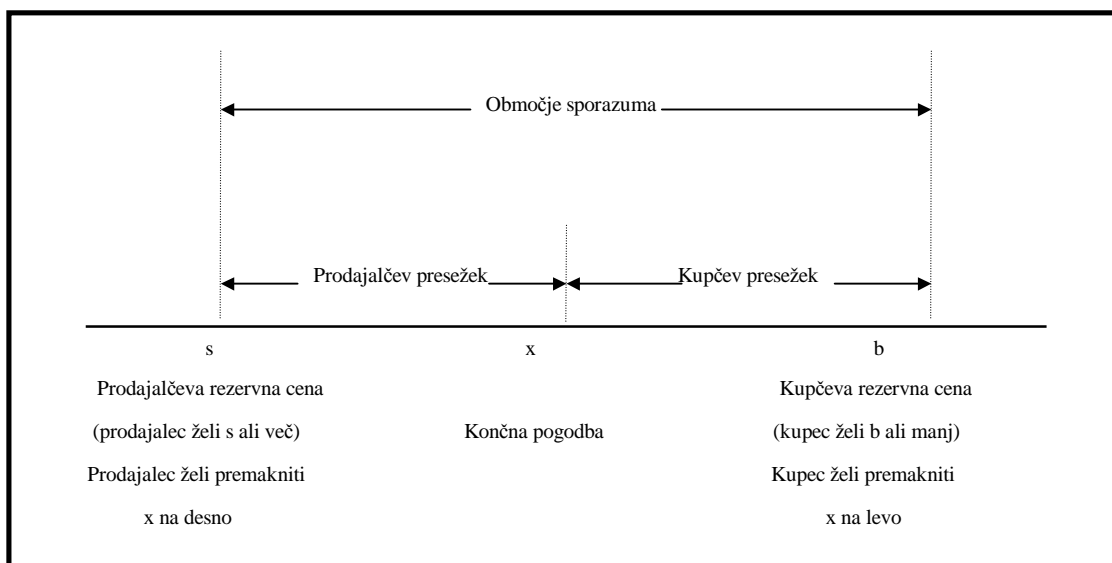 Območje sporazuma
Prodajalčev presežek
Kupčev presežek
s
x
b
Prodajalčeva rezervna cena
(prodajalec želi s ali več)
Prodajalec želi premakniti
x na desno
Končna pogodba
Kupčeva rezervna cena
(kupec želi b ali manj)
Kupec želi premakniti
x na levo